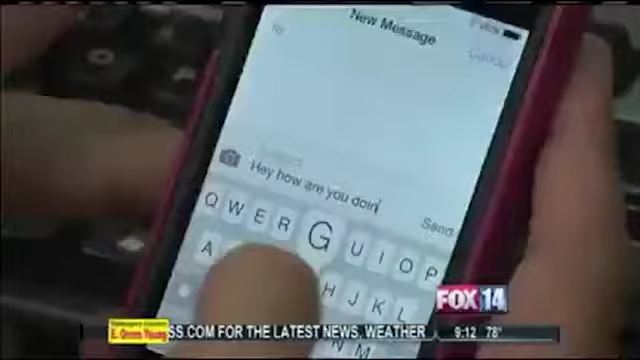 New Message
To:
Cancel
Hey how are you doin
Send
Q W E R G U I O P
A H J K L
N M
FOX 14
SS.COM FOR THE LATEST NEWS, WEATHER
9:12 78°